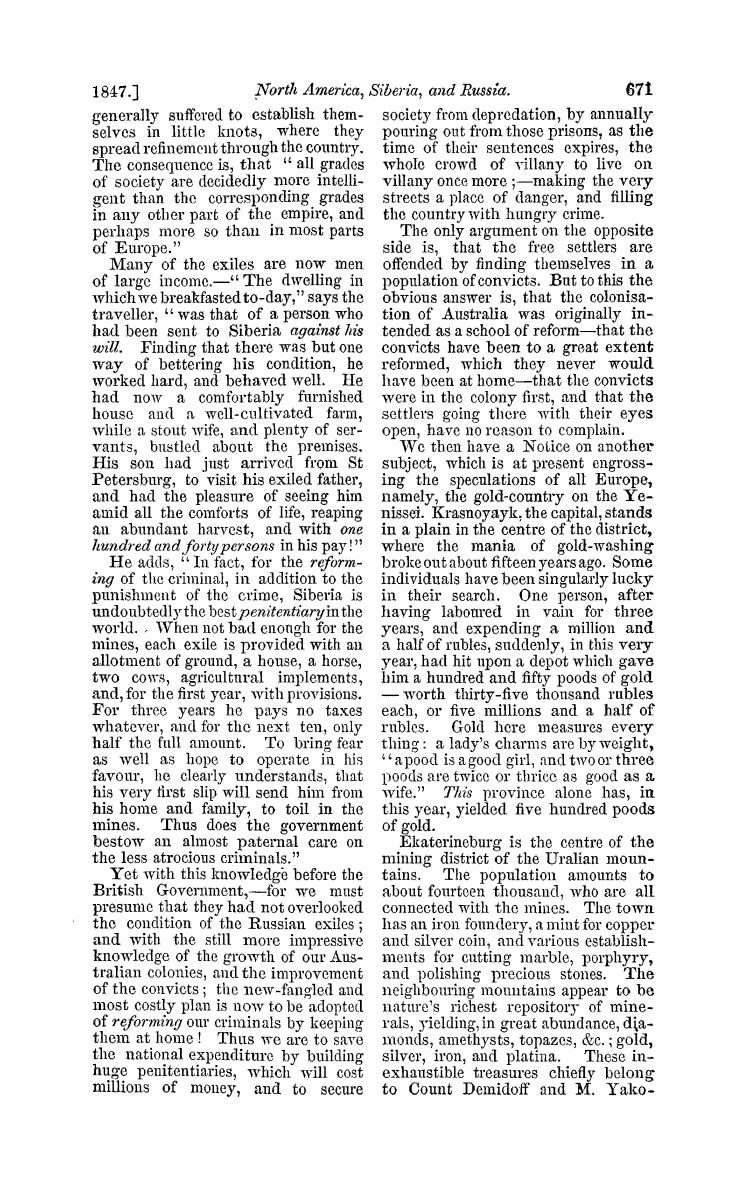 1847.] North America, Siberia, and Russia. 671
generally suffered to establish them-
selves in little knots, where they
spread refinement through the country.
The consequence is, that " all grades
of society are decidedly more intelli-
gent than the corresponding grades
in any other part of the empire, and
perhaps more so than in most parts
of Europe."
Many of the exiles are now men
of large income.—" The dwelling in
which we breakfasted to-day," says the
traveller, " was that of a person who
had been sent to Siberia against his
will. Finding that there was but one
way of bettering his condition, he
worked hard, and behaved well. He
had now a comfortably furnished
house and a well-cultivated farm,
while a stout wife, and plenty of ser-
vants, bustled about the premises.
His son had just arrived from St
Petersburg, to visit his exiled father,
and had the pleasure of seeing him
amid all the comforts of life, reaping
an abundant harvest, and with one
hundred and forty persons in his pay!"
He adds, " In fact, for the reform-
ing of the criminal, in addition to the
punishment of the crime, Siberia is
undoubtedly the best penitentiary in the
world. When not bad enough for the
mines, each exile is provided with an
allotment of ground, a house, a horse,
two cows, agricultural implements,
and, for the first year, with provisions.
For three years he pays no taxes
whatever, and for the next ten, only
half the full amount. To bring fear
as well as hope to operate in his
favour, he clearly understands, that
his very first slip will send him from
his home and family, to toil in the
mines. Thus does the government
bestow an almost paternal care on
the less atrocious criminals."
Yet with this knowledge before the
British Government,—for we must
presume that they had not overlooked
the condition of the Russian exiles ;
and with the still more impressive
knowledge of the growth of our Aus-
tralian colonies, and the improvement
of the convicts ; the new-fangled and
most costly plan is now to be adopted
of reforming our criminals by keeping
them at home ! Thus we are to save
the national expenditure by building
huge penitentiaries, which will cost
millions of money, and to secure
society from depredation, by annually
pouring out from those prisons, as the
time of their sentences expires, the
whole crowd of villany to live on
villany once more ;—making the very
streets a place of danger, and filling
the country with hungry crime.
The only argument on the opposite
side is, that the free settlers are
offended by finding themselves in a
population of convicts. But to this the
obvious answer is, that the colonisa-
tion of Australia was originally in-
tended as a school of reform—that the
convicts have been to a great extent
reformed, which they never would
have been at home—that the convicts
were in the colony first, and that the
settlers going there with their eyes
open, have no reason to complain.
We then have a Notice on another
subject, which is at present engross-
ing the speculations of all Europe,
namely, the gold-country on the Ye-
nissei. Krasnoyayk, the capital, stands
in a plain in the centre of the district,
where the mania of gold-washing
broke out about fifteen years ago. Some
individuals have been singularly lucky
in their search. One person, after
having laboured in vain for three
years, and expending a million and
a half of rubles, suddenly, in this very
year, had hit upon a depot which gave
him a hundred and fifty poods of gold
— worth thirty-five thousand rubles
each, or five millions and a half of
rubles. Gold here measures every
thing : a lady's charms are by weight,
" a pood is a good girl, and two or three
poods are twice or thrice as good as a
wife." This province alone has, in
this year, yielded five hundred poods
of gold.
Ekaterineburg is the centre of the
mining district of the Uralian moun-
tains. The population amounts to
about fourteen thousand, who are all
connected with the mines. The town
has an iron foundery, a mint for copper
and silver coin, and various establish-
ments for cutting marble, porphyry,
and polishing precious stones. The
neighbouring mountains appear to be
nature's richest repository of mine-
rals, yielding, in great abundance, dia-
monds, amethysts, topazes, &c. ; gold,
silver, iron, and platina. These in-
exhaustible treasures chiefly belong
to Count Demidoff and M. Yako-